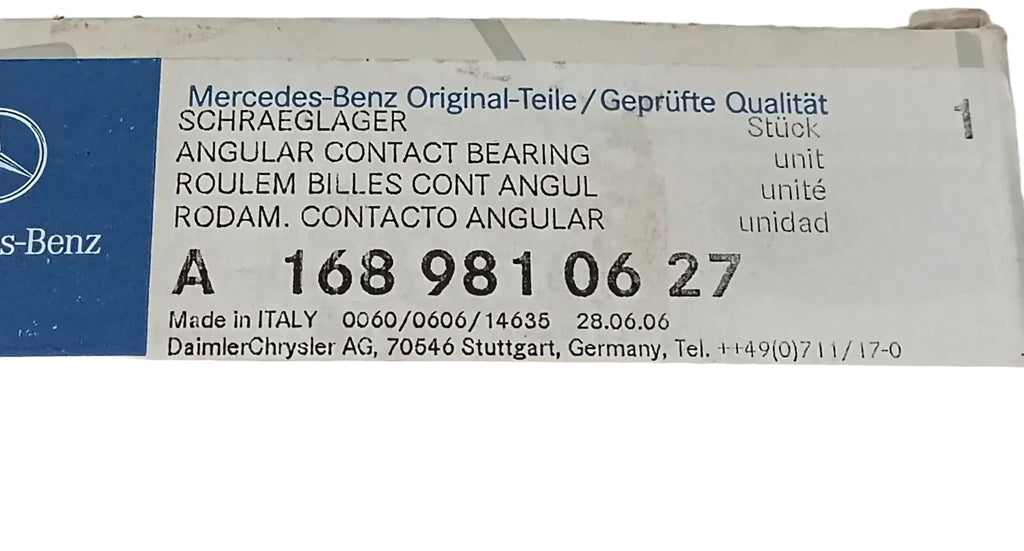 Mercedes-Benz Original-Teile/Geprüfte Qualität
SCHRAEGLAGER Stück 1
ANGULAR CONTACT BEARING unit
ROULEM BILLES CONT ANGUL unité
RODAM. CONTACTO ANGULAR unidad
s-Benz
A 168 981 06 27
Made in ITALY 0060/0606/14635 28.06.06
DaimlerChrysler AG, 70546 Stuttgart, Germany, Tel. ++49(0)711/17-0